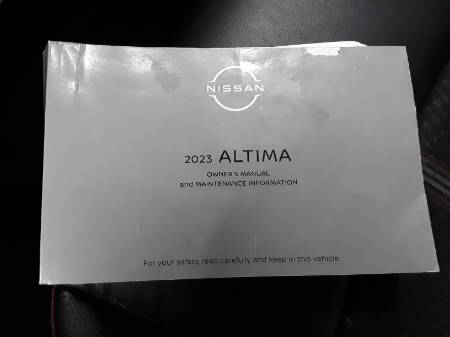 NISSAN
2023 ALTIMA
OWNER'S MANUAL
and MAINTENANCE INFORMATION
For your safety, read carefully and keep in this vehicle.